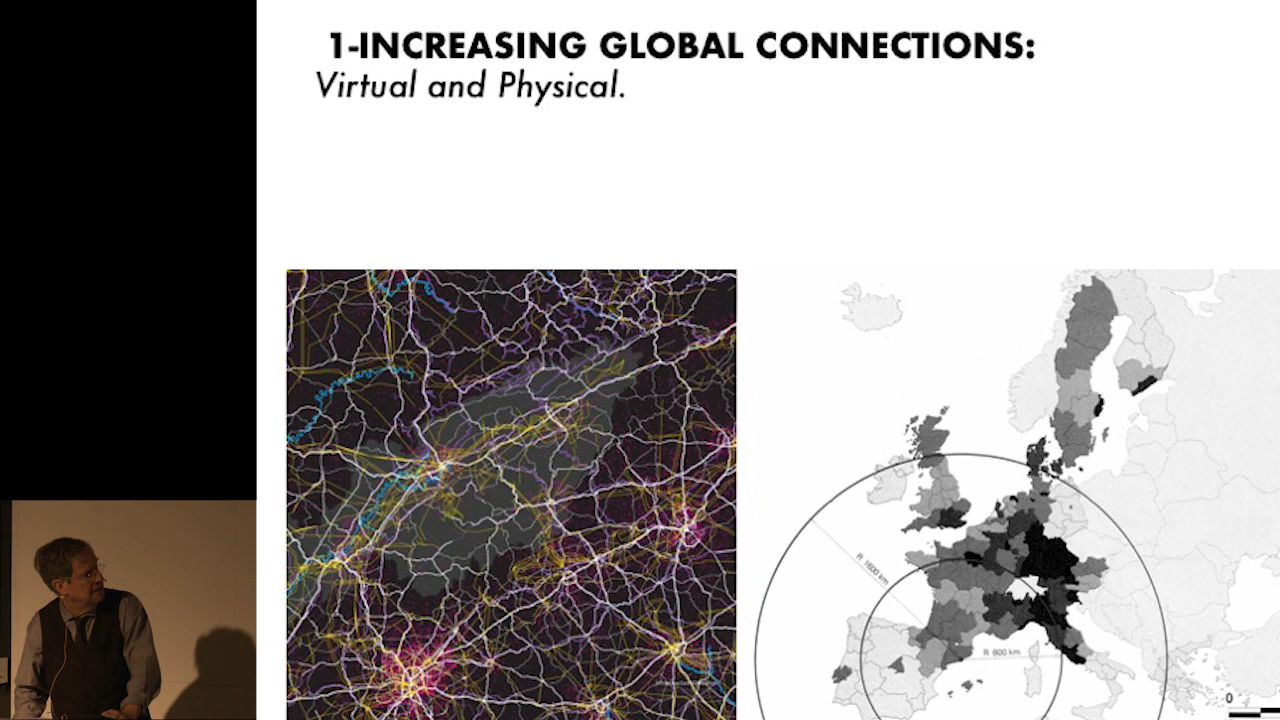 1-INCREASING GLOBAL CONNECTIONS:
Virtual and Physical.
R 1600 km
R 800 km
0